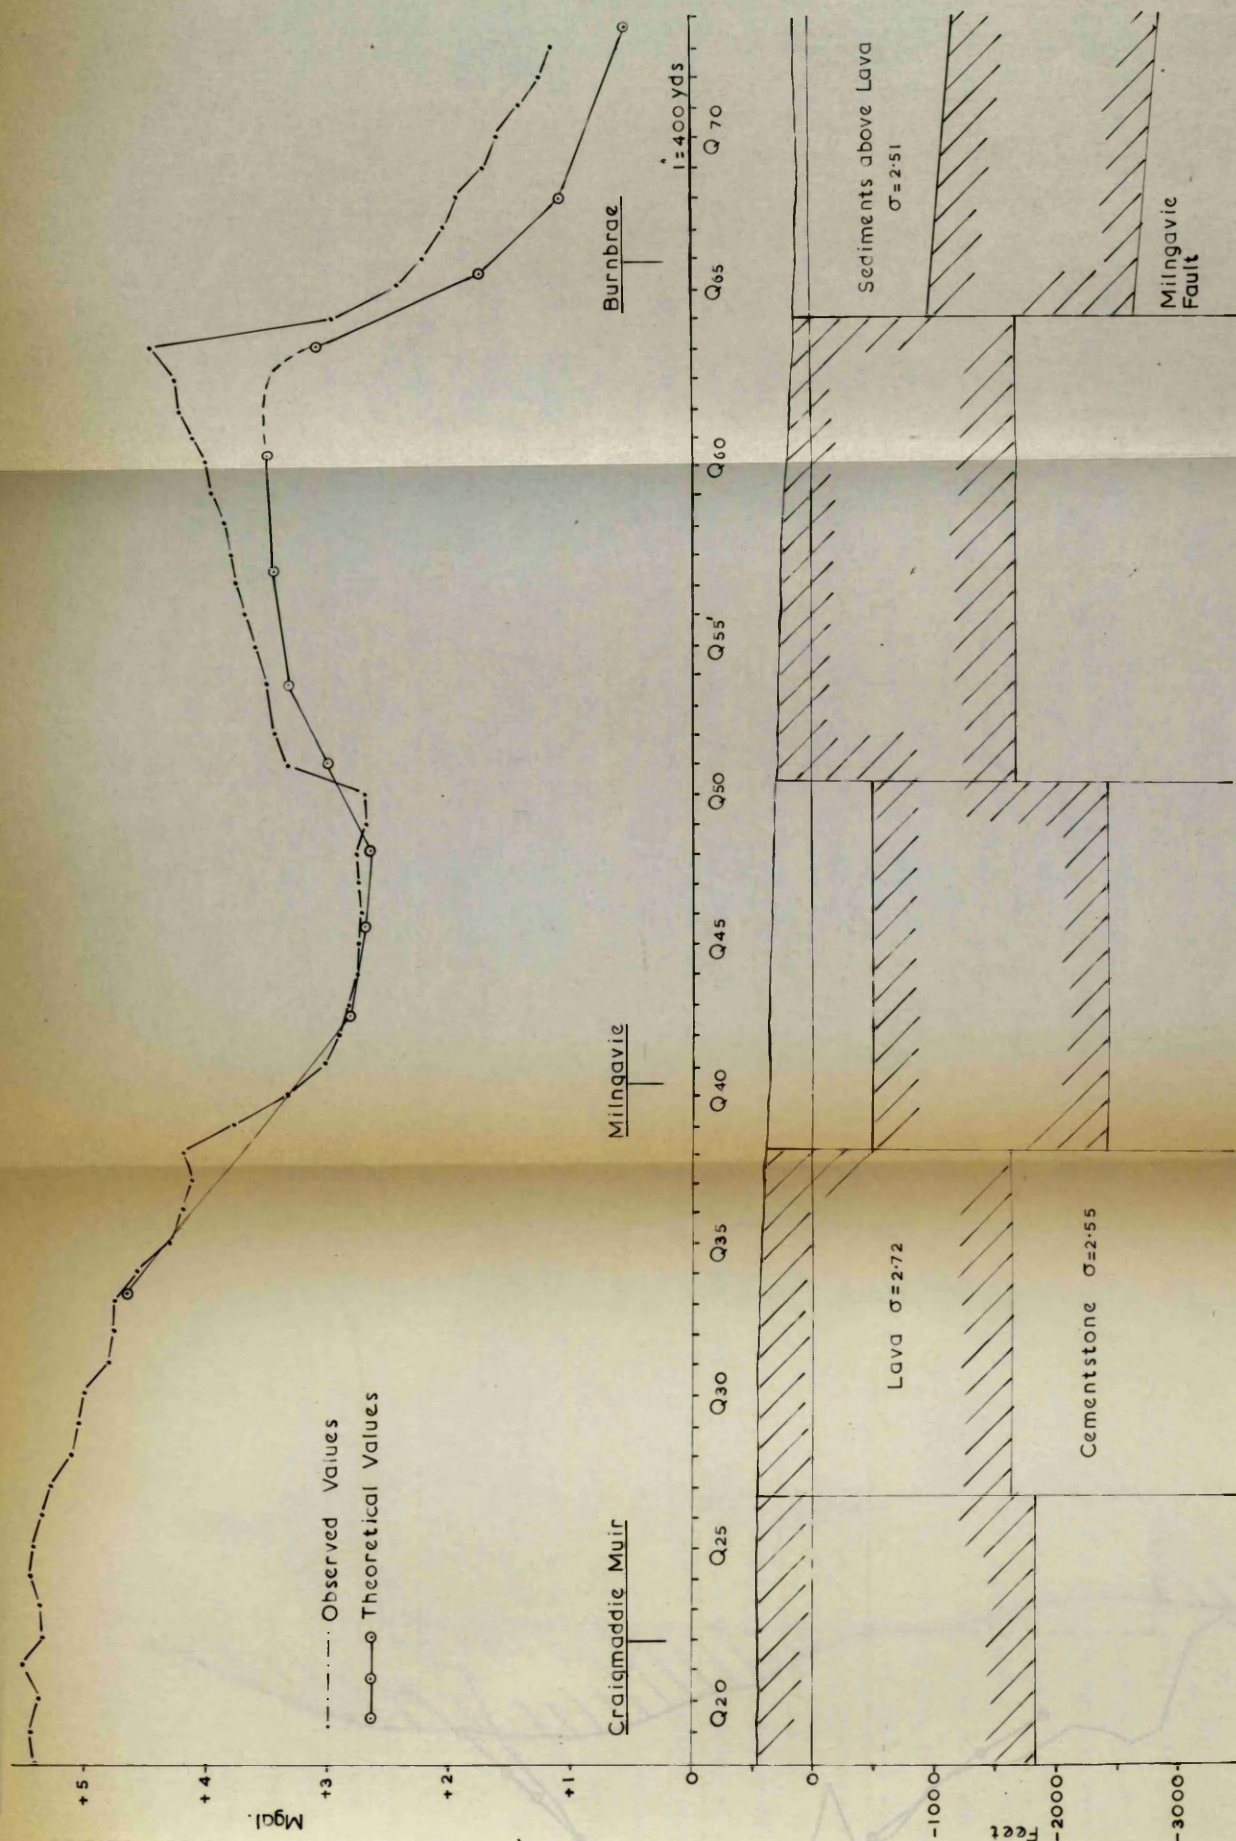 Mgal.
+5
+4
+3
+2
+1
0
Observed Values
Theoretical Values
Craigmaddie Muir
Milngavie
Burnbrae
1"=400 yds
Q20
Q25
Q30
Q35
Q40
Q45
Q50
Q55'
Q60
Q65
Q70
Feet
0
-1000
-2000
-3000
Lava σ=2·72
Cementstone σ=2·55
Sediments above Lava
σ=2·51
Milngavie
Fault